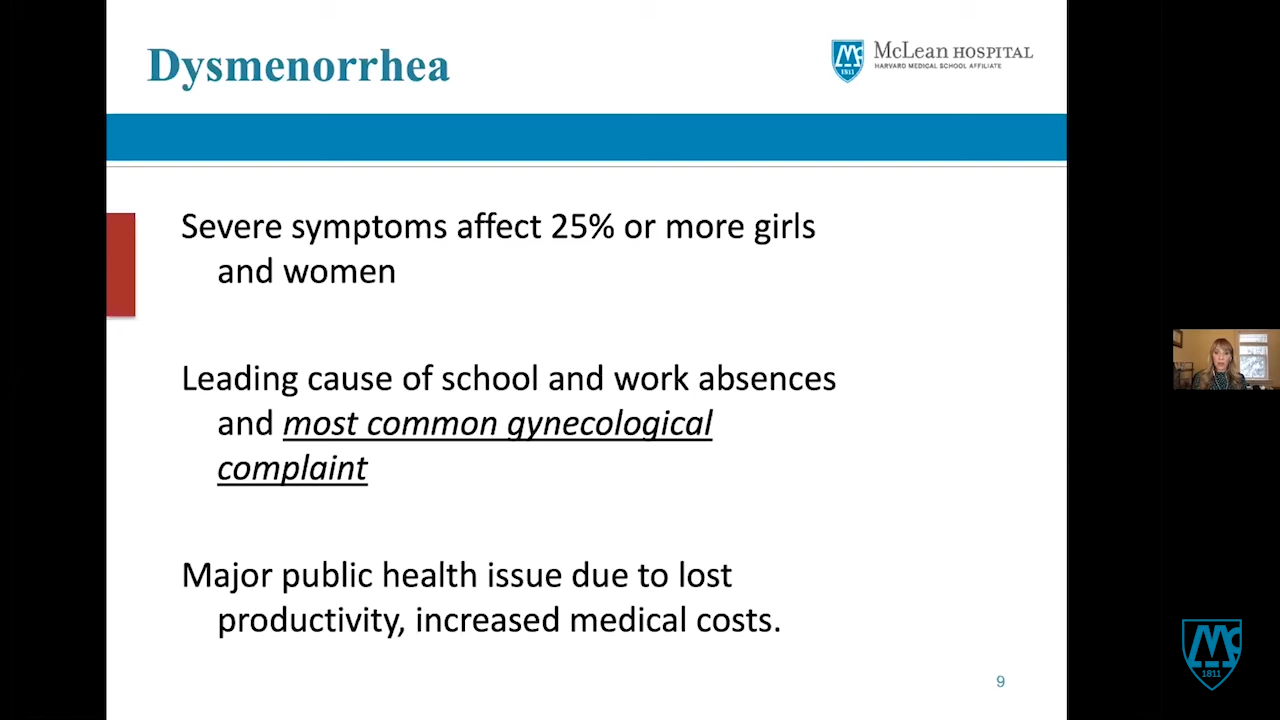 Dysmenorrhea
McLean HOSPITAL
HARVARD MEDICAL SCHOOL AFFILIATE
1811
Severe symptoms affect 25% or more girls
and women
Leading cause of school and work absences
and most common gynecological
complaint
Major public health issue due to lost
productivity, increased medical costs.
9
1811